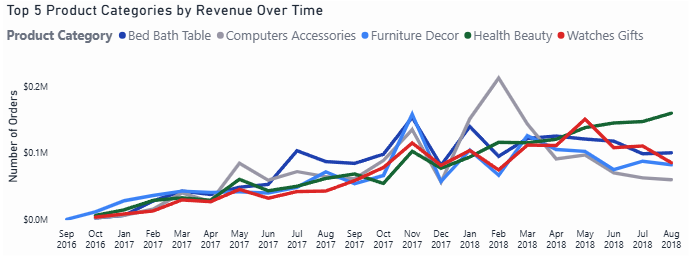 Top 5 Product Categories by Revenue Over Time
Product Category Bed Bath Table Computers Accessories Furniture Decor Health Beauty Watches Gifts
Number of Orders
$0.2M
$0.1M
$0.0M
Sep Oct Jan Feb Mar Apr May Jun Jul Aug Sep Oct Nov Dec Jan Feb Mar Apr May Jun Jul Aug
2016 2016 2017 2017 2017 2017 2017 2017 2017 2017 2017 2017 2017 2017 2018 2018 2018 2018 2018 2018 2018 2018